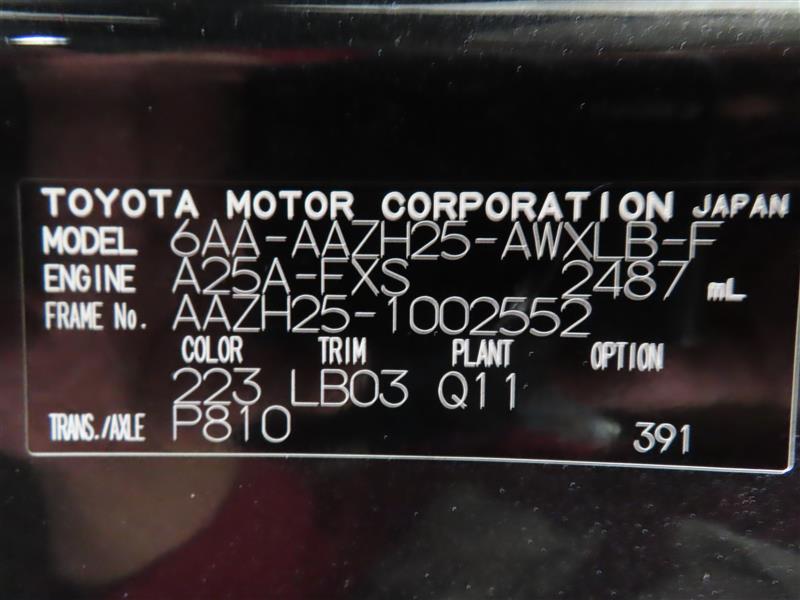 TOYOTA MOTOR CORPORATION JAPAN
MODEL 6AA-AAZH25-AWXLB-F
ENGINE A25A-FXS 2487 mL
FRAME No. AAZH25-1002552
COLOR TRIM PLANT OPTION
223 LB03 Q11
TRANS./AXLE P810 391